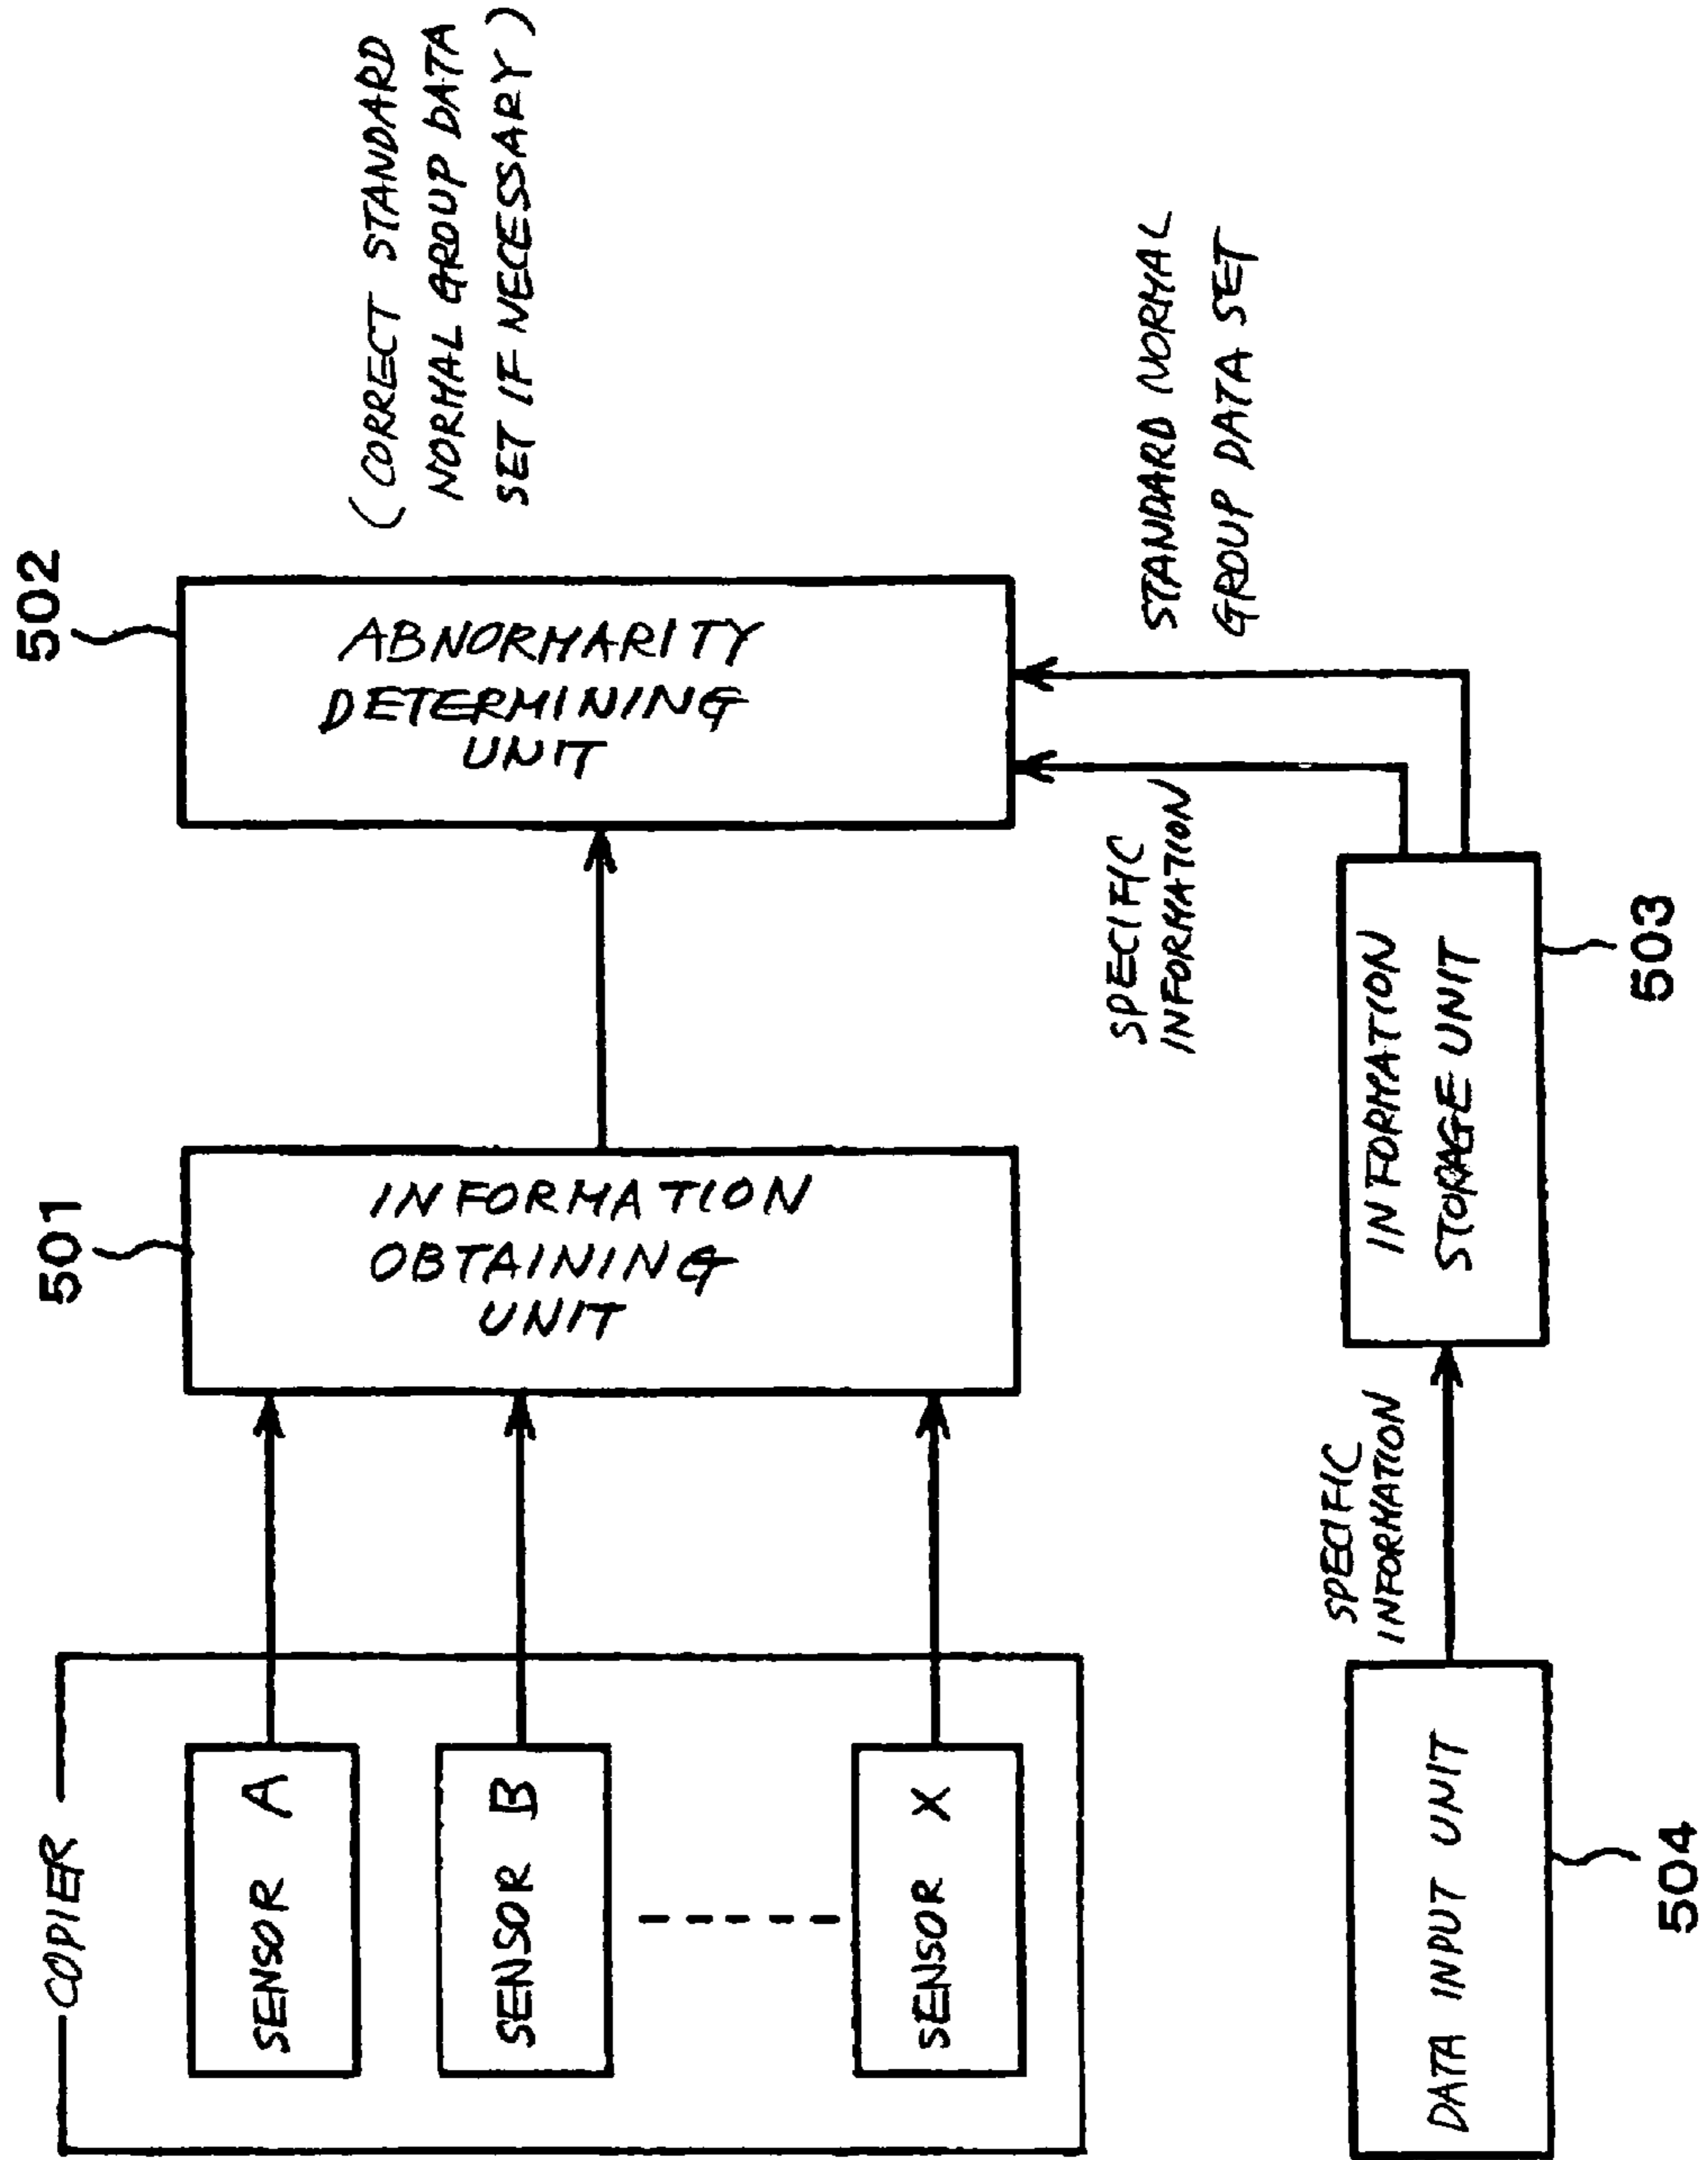 COPIER
SENSOR A
SENSOR B
SENSOR X
501
INFORMATION
OBTAINING
UNIT
502
ABNORMARITY
DETERMINING
UNIT
(CORRECT STANDARD
NORMAL GROUP DATA
SET IF NECESSARY)
SPECIFIC
INFORMATION
STANDARD NORMAL
GROUP DATA SET
DATA INPUT UNIT
504
SPECIFIC
INFORMATION
INFORMATION
STORAGE UNIT
503